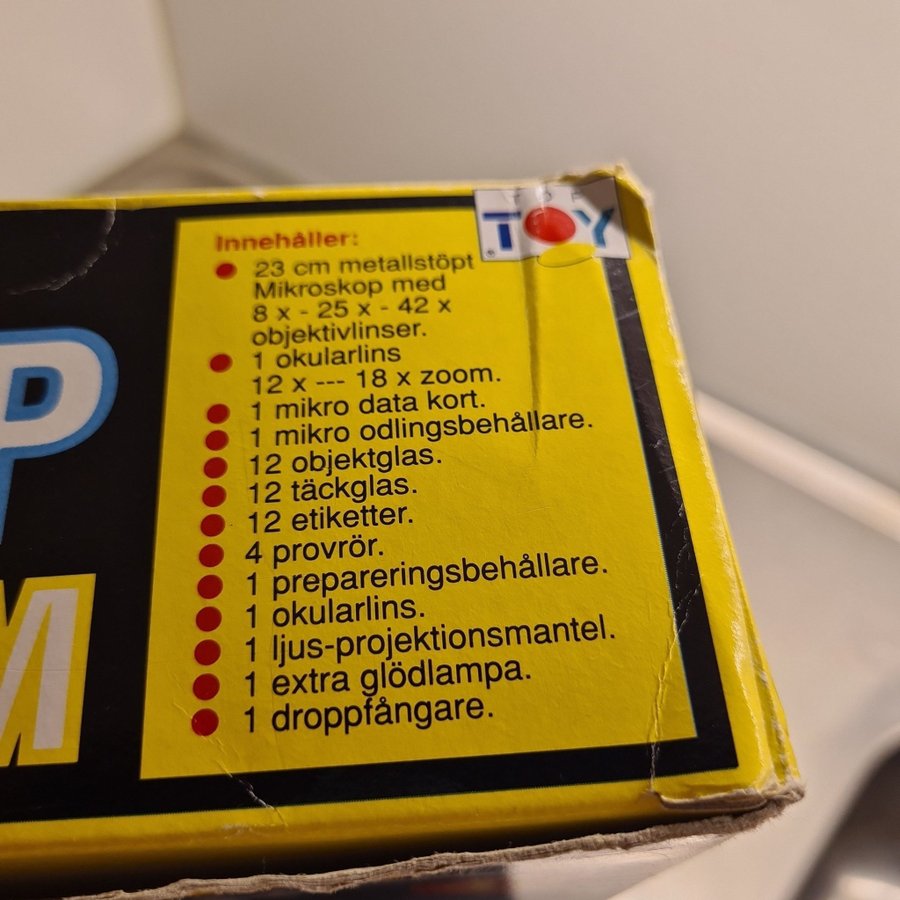 TOY
Innehåller:
23 cm metallstöpt
Mikroskop med
8 x - 25 x - 42 x
objektivlinser.
1 okularlins
12 x --- 18 x zoom.
1 mikro data kort.
1 mikro odlingsbehållare.
12 objektglas.
12 täckglas.
12 etiketter.
4 provrör.
1 prepareringsbehållare.
1 okularlins.
1 ljus-projektionsmantel.
1 extra glödlampa.
1 droppfångare.
P
M